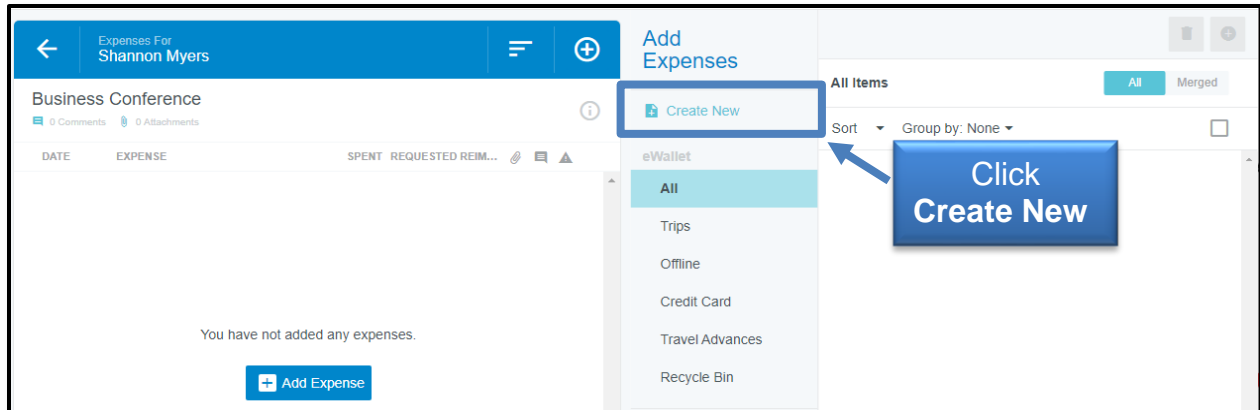 Expenses For
Shannon Myers
Business Conference
0 Comments 0 Attachments
DATE EXPENSE SPENT REQUESTED REIM...
You have not added any expenses.
Add Expense
Add
Expenses
Create New
eWallet
All
Trips
Offline
Credit Card
Travel Advances
Recycle Bin
All Items All Merged
Sort Group by: None
Click
Create New